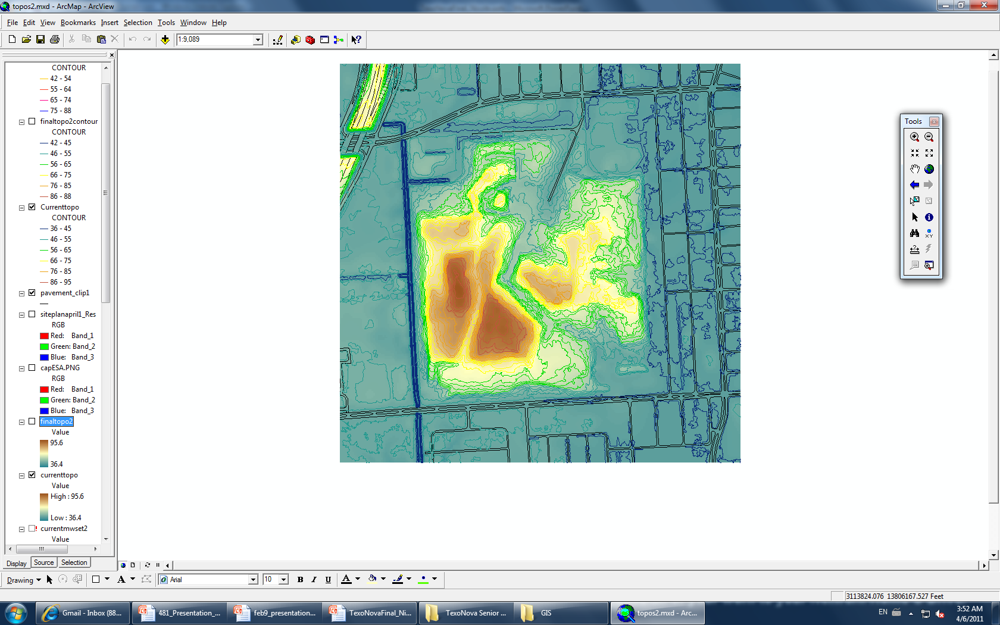 topos2.mxd - ArcMap - ArcView
File Edit View Bookmarks Insert Selection Tools Window Help
1:9,089
CONTOUR
42 - 54
55 - 64
65 - 74
75 - 88
finaltopo2contour
CONTOUR
42 - 45
46 - 55
56 - 65
66 - 75
76 - 85
86 - 88
Currenttopo
CONTOUR
36 - 45
46 - 55
56 - 65
66 - 75
76 - 85
86 - 95
pavement_clip1
siteplanapril1_Res
RGB
Red: Band_1
Green: Band_2
Blue: Band_3
capESA.PNG
RGB
Red: Band_1
Green: Band_2
Blue: Band_3
finaltopo2
Value
95.6
36.4
currenttopo
Value
High : 95.6
Low : 36.4
currentmwset2
Value
Display Source Selection
Tools
XY
Drawing
A
Arial
10
B I U A
3113824.076 13806167.527 Feet
Gmail - Inbox (88...
481_Presentation_...
feb9_presentation...
TexoNovaFinal_Ni...
TexoNova Senior ...
GIS
topos2.mxd - Arc...
EN
3:52 AM
4/6/2011